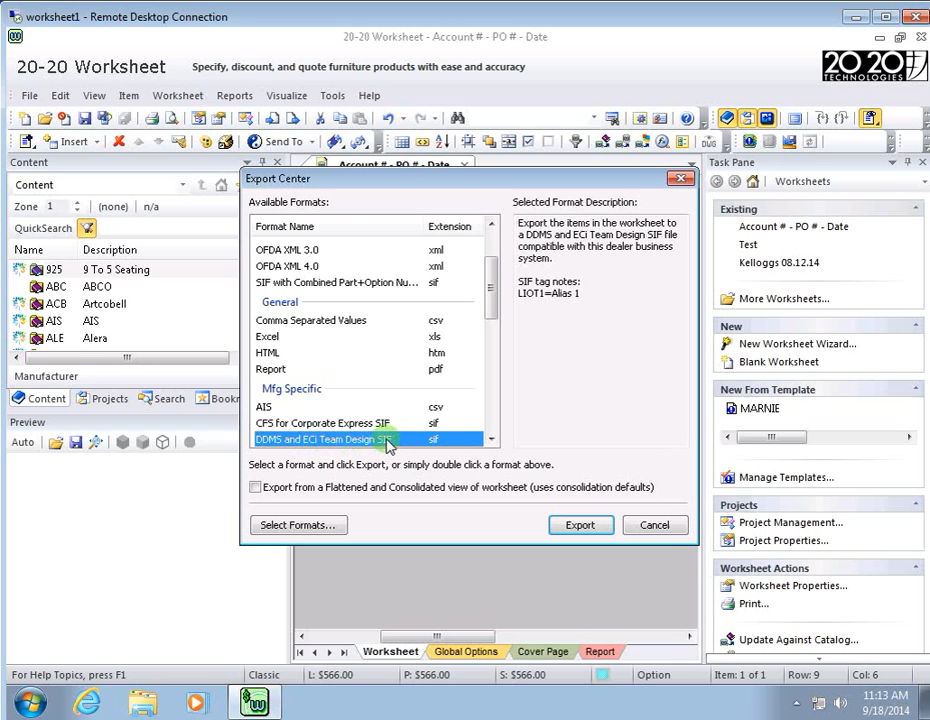 worksheet1 - Remote Desktop Connection
20-20 Worksheet - Account # - PO # - Date
20-20 Worksheet
Specify, discount, and quote furniture products with ease and accuracy
20 20
TECHNOLOGIES
File Edit View Item Worksheet Reports Visualize Tools Help
Insert Send To
Content
Account # - PO # - Date
Task Pane
Content
Worksheets
Zone 1 (none) n/a
QuickSearch
Name Description
925 9 To 5 Seating
ABC ABCO
ACB Artcobell
AIS AIS
ALE Alera
Manufacturer
Content Projects Search Bookr
Preview
Auto
Export Center
Available Formats:
Format Name Extension
OFDA XML 3.0 xml
OFDA XML 4.0 xml
SIF with Combined Part+Option Nu... sif
General
Comma Separated Values csv
Excel xls
HTML htm
Report pdf
Mfg Specific
AIS csv
CFS for Corporate Express SIF sif
DDMS and ECi Team Design SIF sif
Selected Format Description:
Export the items in the worksheet to
a DDMS and ECi Team Design SIF file
compatible with this dealer business
system.
SIF tag notes:
LIOT1=Alias 1
Select a format and click Export, or simply double click a format above.
Export from a Flattened and Consolidated view of worksheet (uses consolidation defaults)
Select Formats... Export Cancel
Existing
Account # - PO # - Date
Test
Kelloggs 08.12.14
More Worksheets...
New
New Worksheet Wizard...
Blank Worksheet
New From Template
MARNIE
Manage Templates...
Projects
Project Management...
Project Properties...
Worksheet Actions
Worksheet Properties...
Print...
Update Against Catalog...
Worksheet Global Options Cover Page Report
For Help Topics, press F1 Classic L: $566.00 P: $566.00 S: $566.00 Option Item: 1 of 1 Row: 9 Col: 6
11:13 AM
9/18/2014